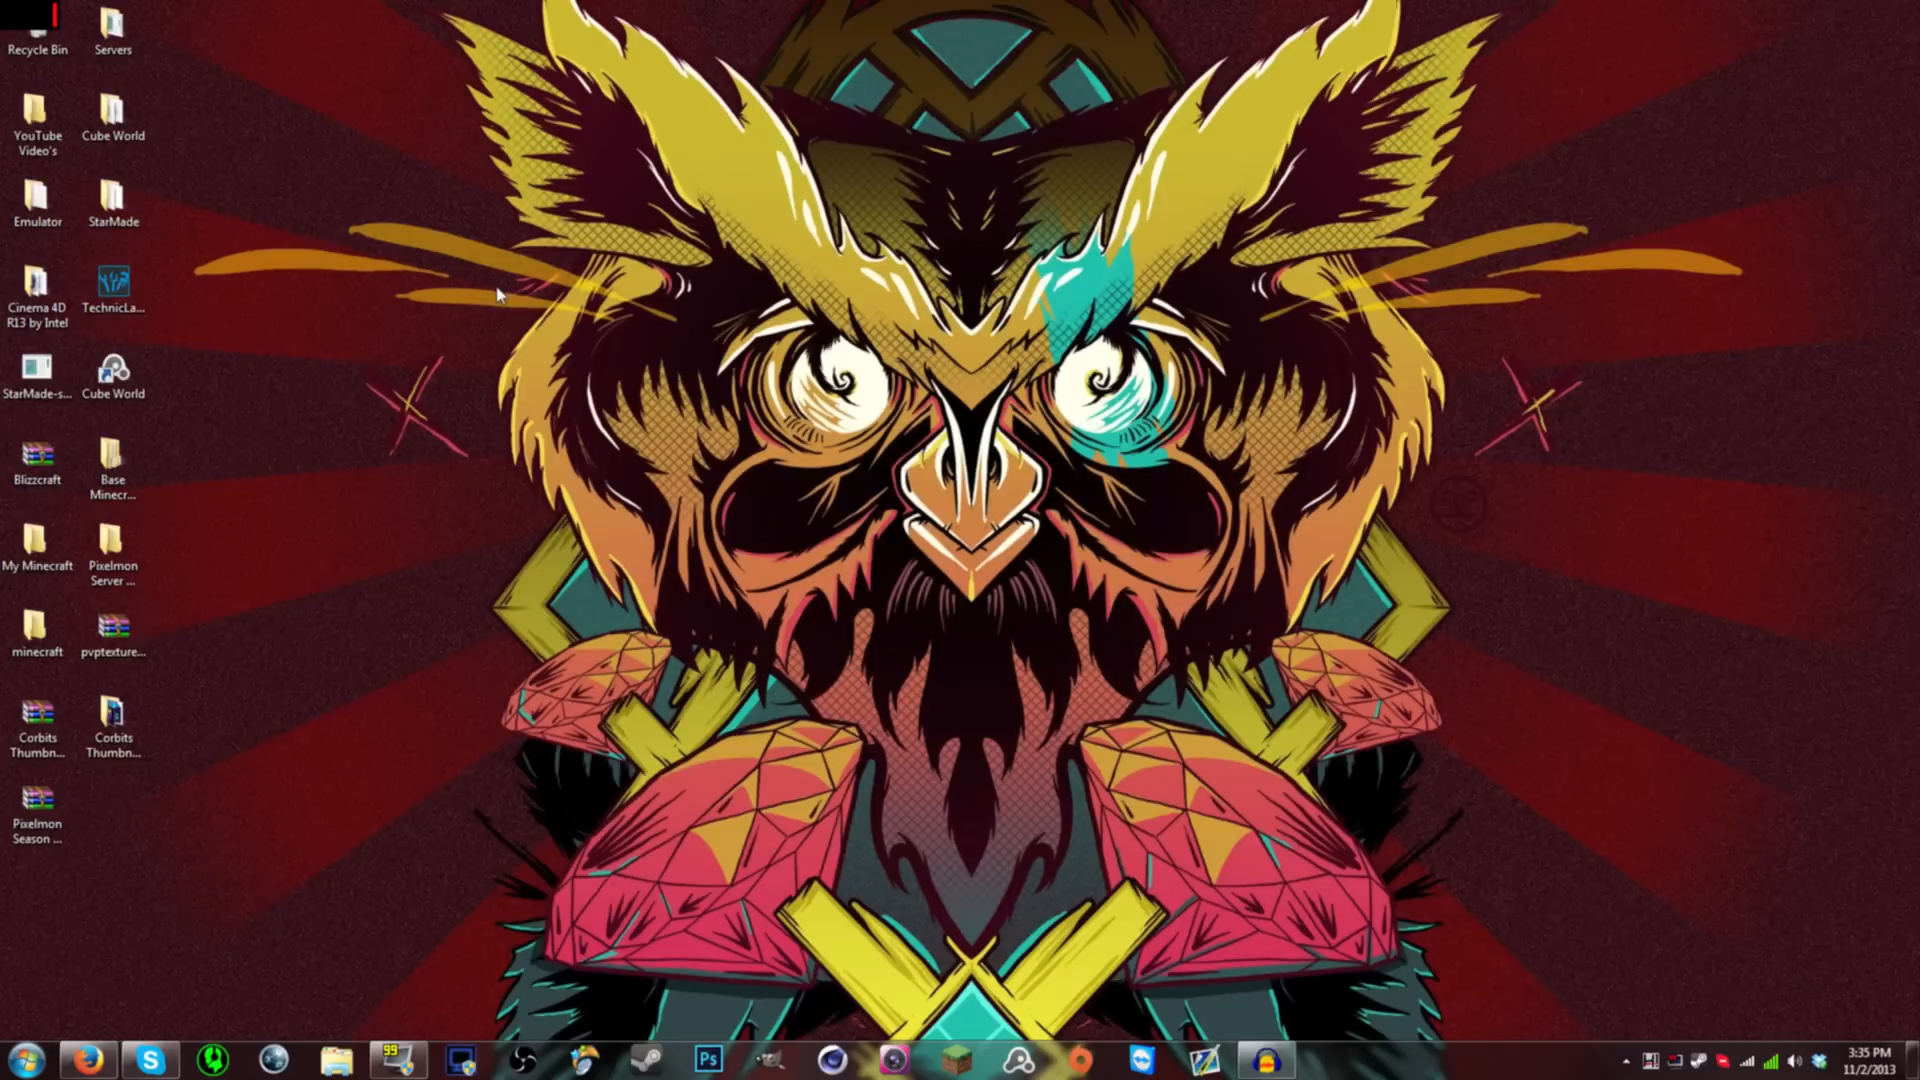 Recycle Bin
Servers
YouTube
Video's
Cube World
Emulator
StarMade
Cinema 4D
R13 by Intel
TechnicLa...
StarMade-s...
Cube World
Blizzcraft
Base
Minecr...
My Minecraft
Pixelmon
Server ...
minecraft
pvptexture...
Corbits
Thumbn...
Corbits
Thumbn...
Pixelmon
Season ...
99
Ps
3:35 PM
11/2/2013